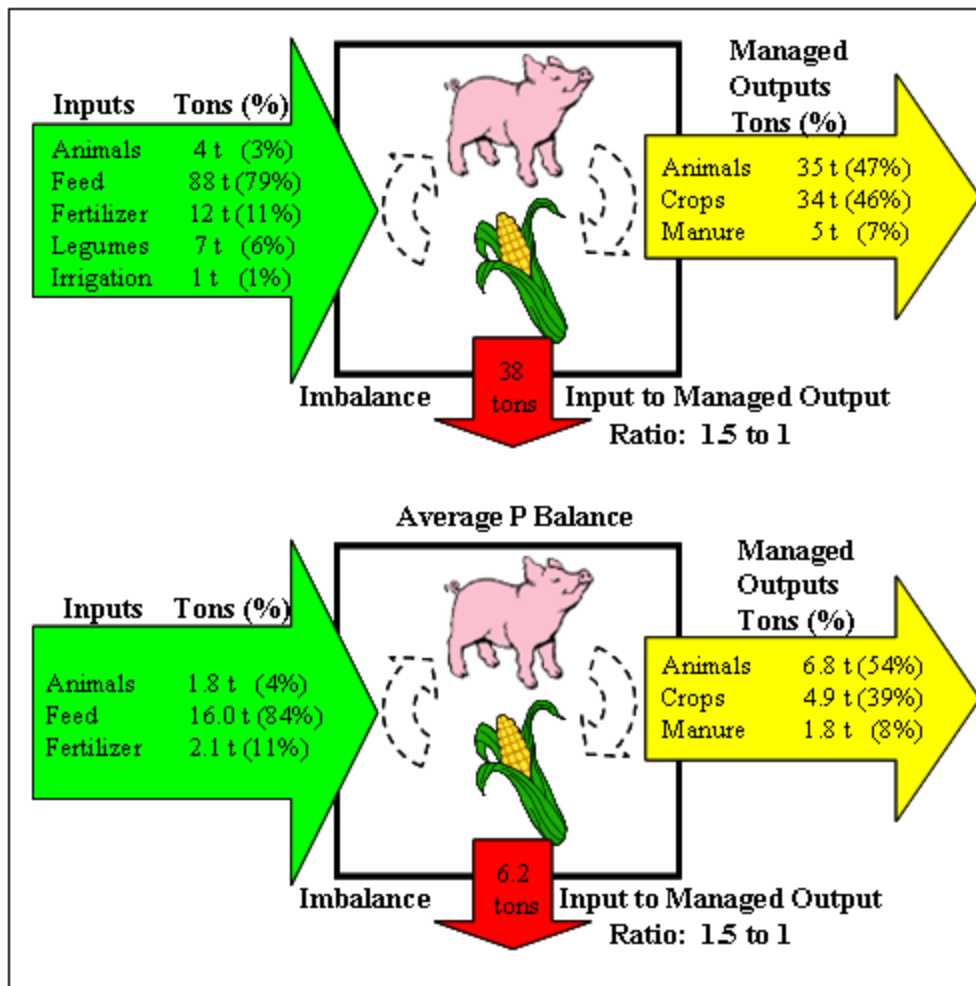 Managed
Outputs
Inputs Tons (%) Tons (%)
Animals 4 t (3%)
Feed 88 t (79%)
Fertilizer 12 t (11%)
Legumes 7 t (6%)
Irrigation 1 t (1%)
Animals 35 t (47%)
Crops 34 t (46%)
Manure 5 t (7%)
38
tons
Imbalance
Input to Managed Output
Ratio: 1.5 to 1
Average P Balance
Managed
Outputs
Inputs Tons (%) Tons (%)
Animals 1.8 t (4%)
Feed 16.0 t (84%)
Fertilizer 2.1 t (11%)
Animals 6.8 t (54%)
Crops 4.9 t (39%)
Manure 1.8 t (8%)
6.2
tons
Imbalance
Input to Managed Output
Ratio: 1.5 to 1